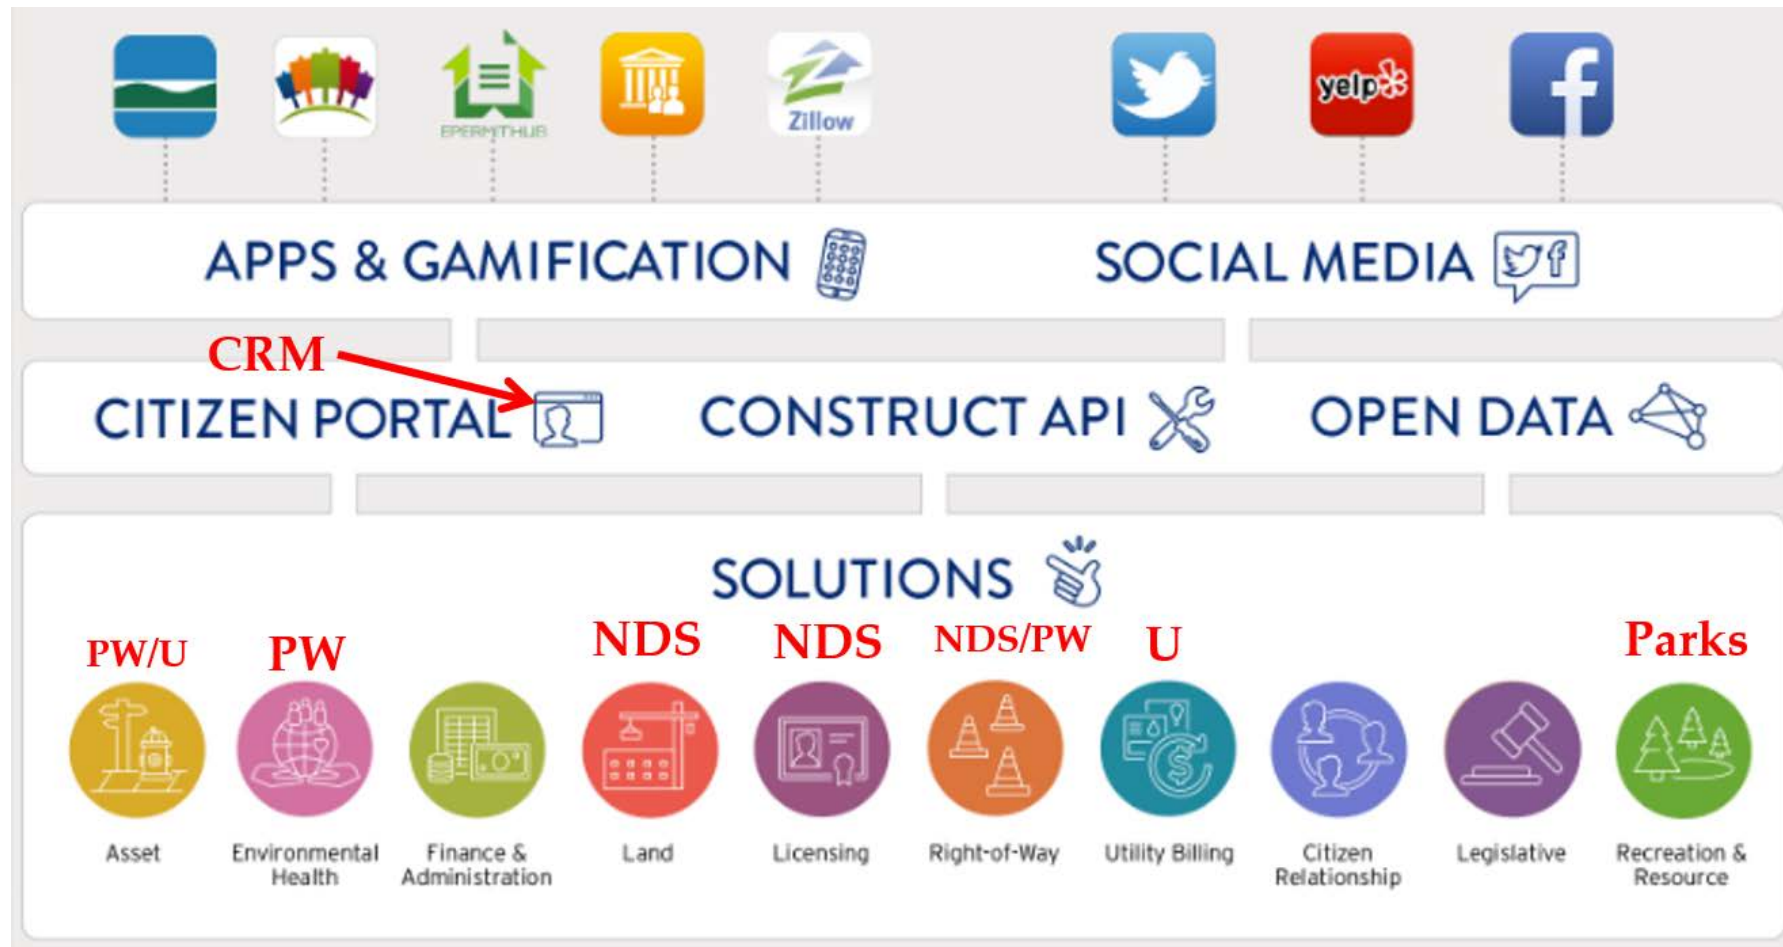 EPERMITHUB
Zillow
yelp
APPS & GAMIFICATION
SOCIAL MEDIA
CRM
CITIZEN PORTAL
CONSTRUCT API
OPEN DATA
SOLUTIONS
PW/U
PW
NDS
NDS
NDS/PW
U
Parks
Asset
Environmental
Health
Finance &
Administration
Land
Licensing
Right-of-Way
Utility Billing
Citizen
Relationship
Legislative
Recreation &
Resource